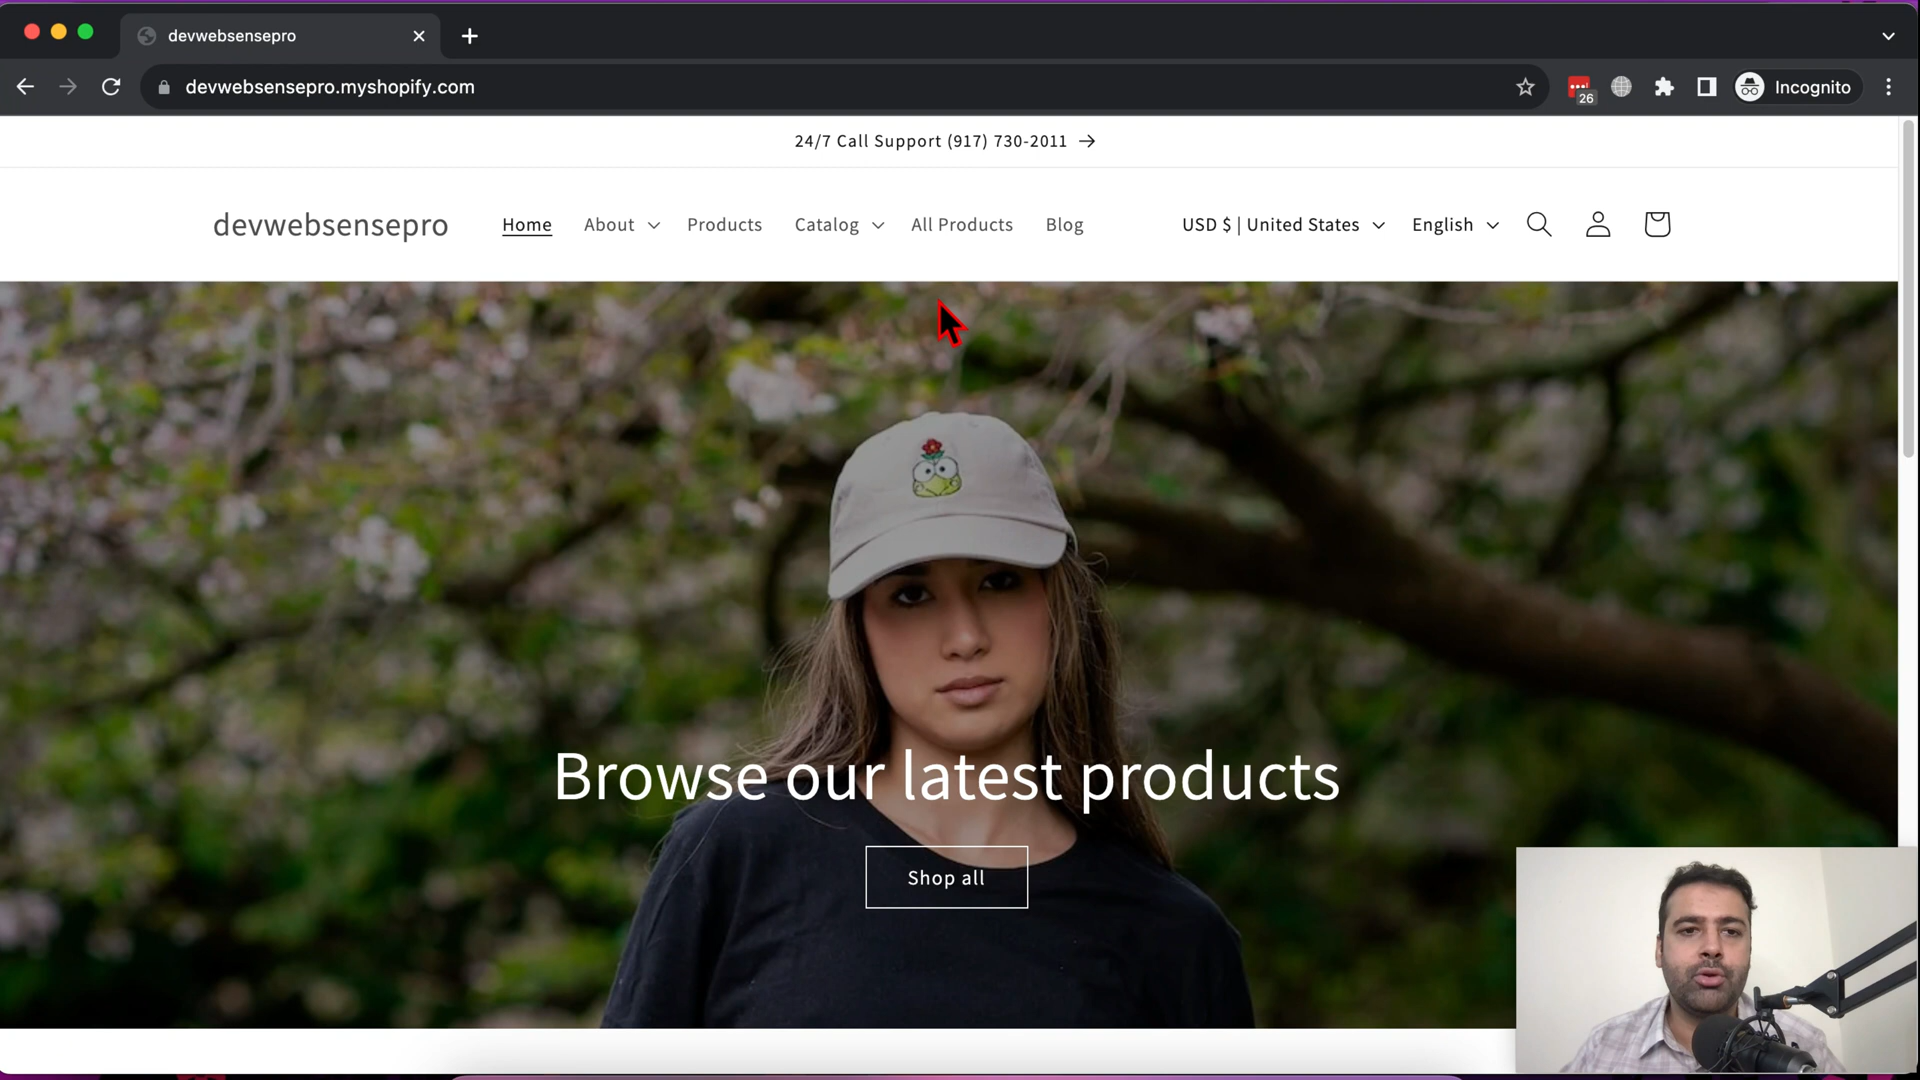 devwebsensepro
devwebsensepro.myshopify.com
26
Incognito
24/7 Call Support (917) 730-2011 →
devwebsensepro
Home About Products Catalog All Products Blog USD $ | United States English
Browse our latest products
Shop all